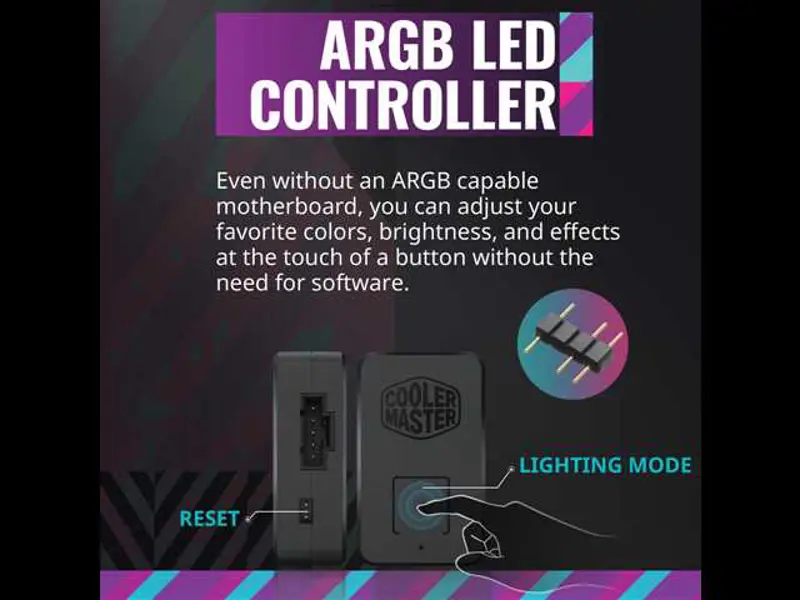 ARGB LED
CONTROLLER
Even without an ARGB capable
motherboard, you can adjust your
favorite colors, brightness, and effects
at the touch of a button without the
need for software.
COOLER
MASTER
LIGHTING MODE
RESET